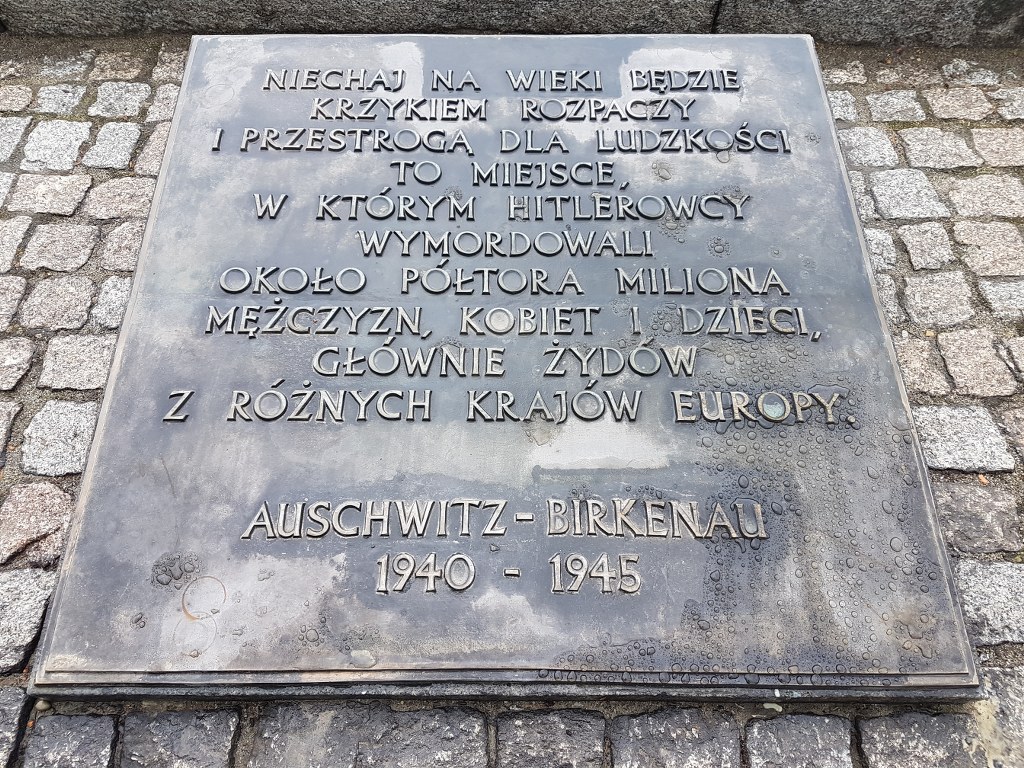 NIECHAJ NA WIEKI BĘDZIE
KRZYKIEM ROZPACZY
I PRZESTROGĄ DLA LUDZKOŚCI
TO MIEJSCE,
W KTÓRYM HITLEROWCY
WYMORDOWALI
OKOŁO PÓŁTORA MILIONA
MĘŻCZYZN, KOBIET I DZIECI,
GŁÓWNIE ŻYDÓW
Z RÓŻNYCH KRAJÓW EUROPY.
AUSCHWITZ - BIRKENAU
1940 - 1945